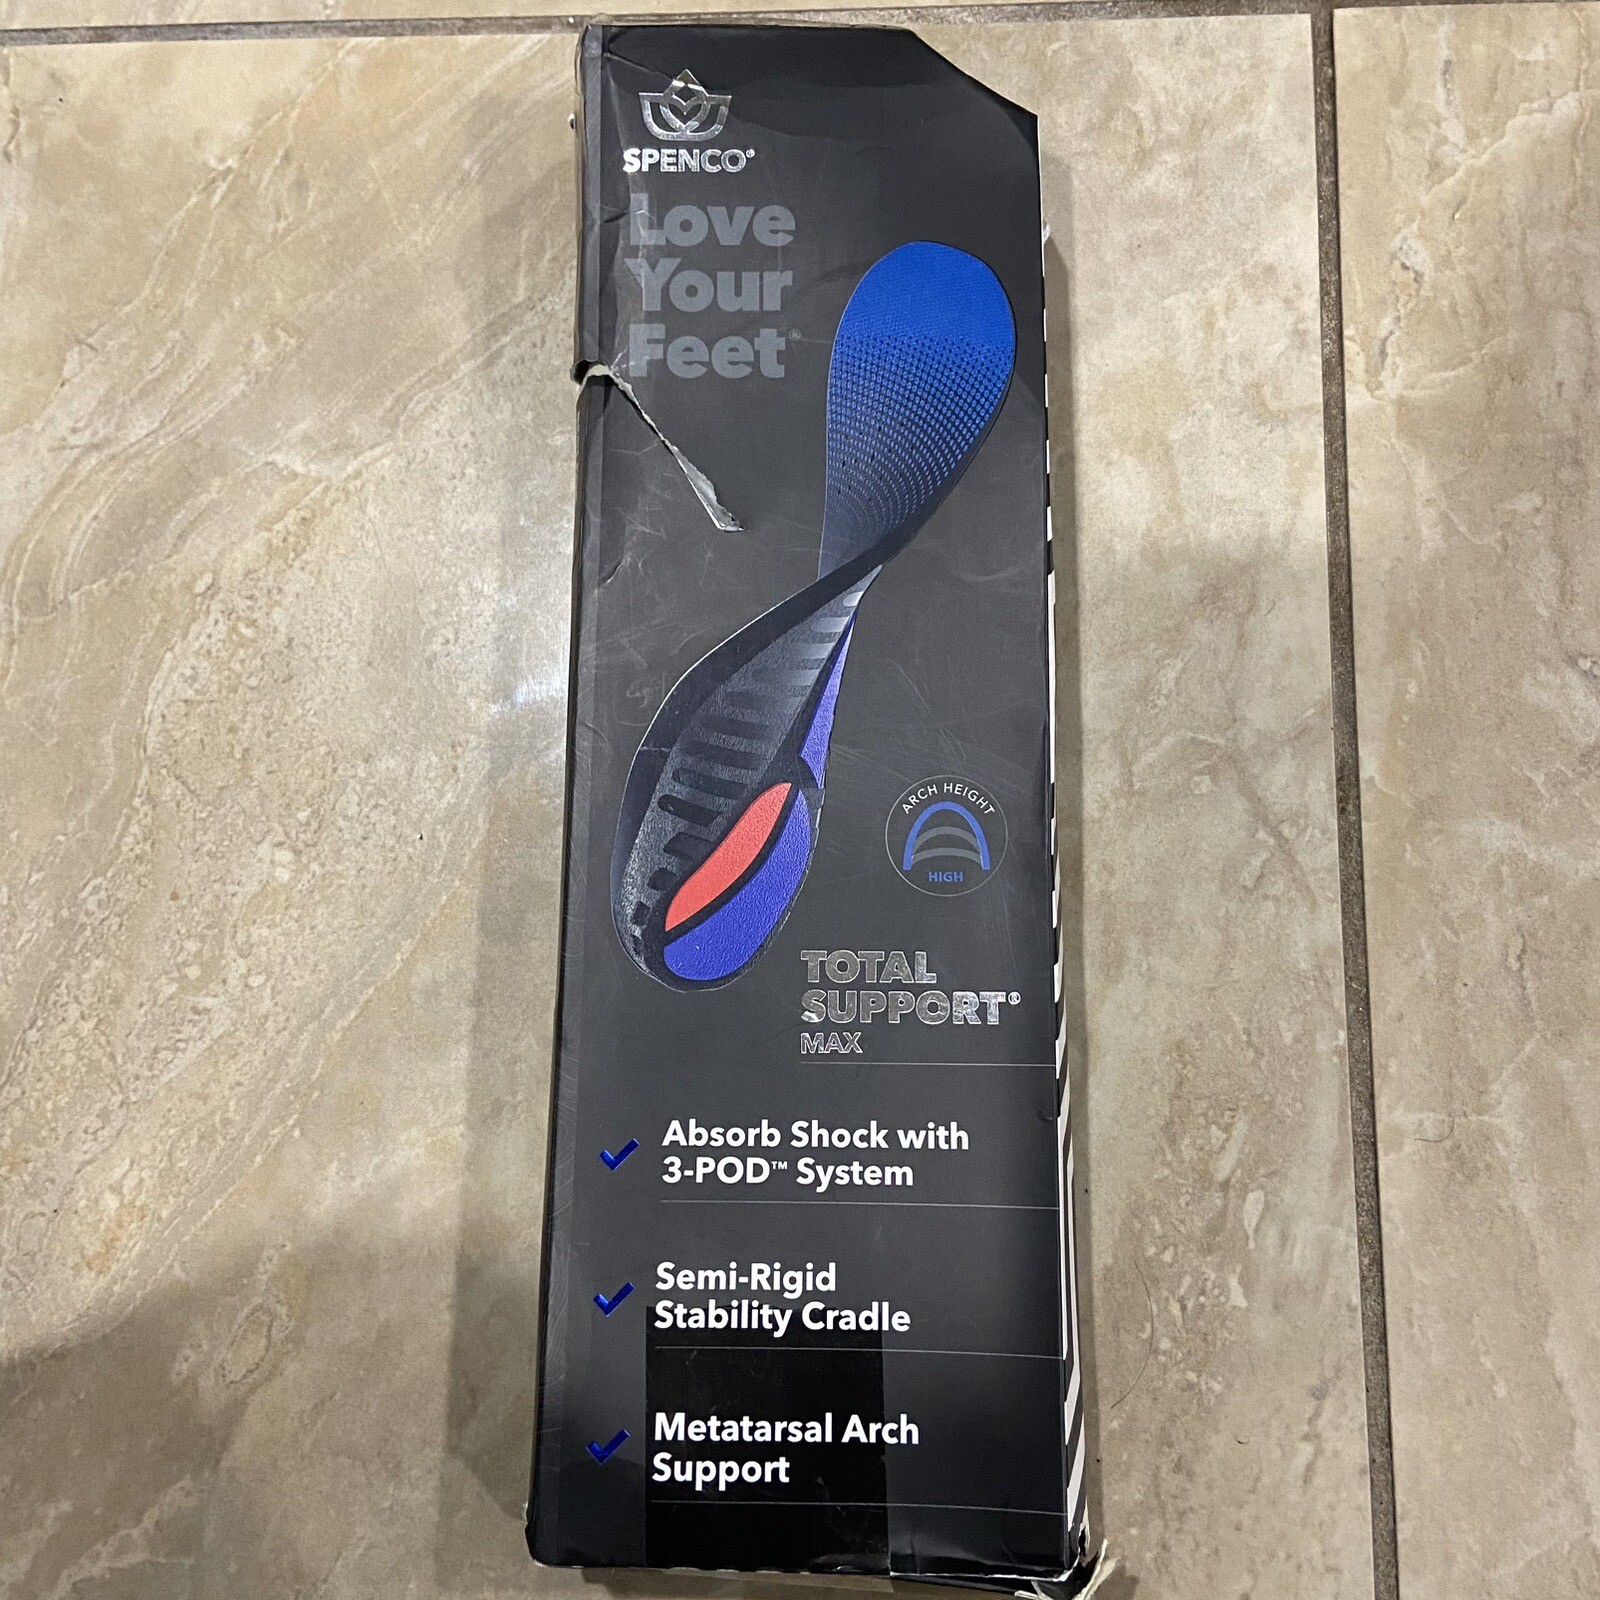 SPENCO®
Love
Your
Feet®
ARCH HEIGHT
HIGH
TOTAL
SUPPORT®
MAX
Absorb Shock with
3-POD™ System
Semi-Rigid
Stability Cradle
Metatarsal Arch
Support